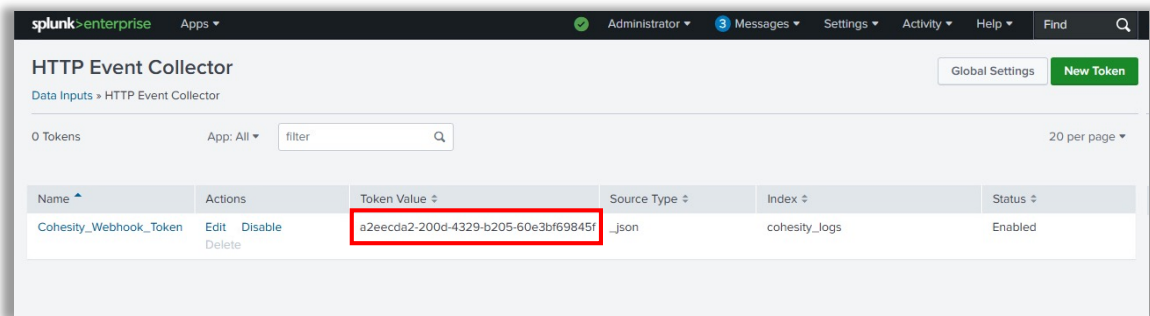 splunk>enterprise Apps Administrator 3 Messages Settings Activity Help Find
HTTP Event Collector
Global Settings New Token
Data Inputs » HTTP Event Collector
0 Tokens App: All filter 20 per page
Name Actions Token Value Source Type Index Status
Cohesity_Webhook_Token Edit Disable a2eecda2-200d-4329-b205-60e3bf69845f _json cohesity_logs Enabled
Delete